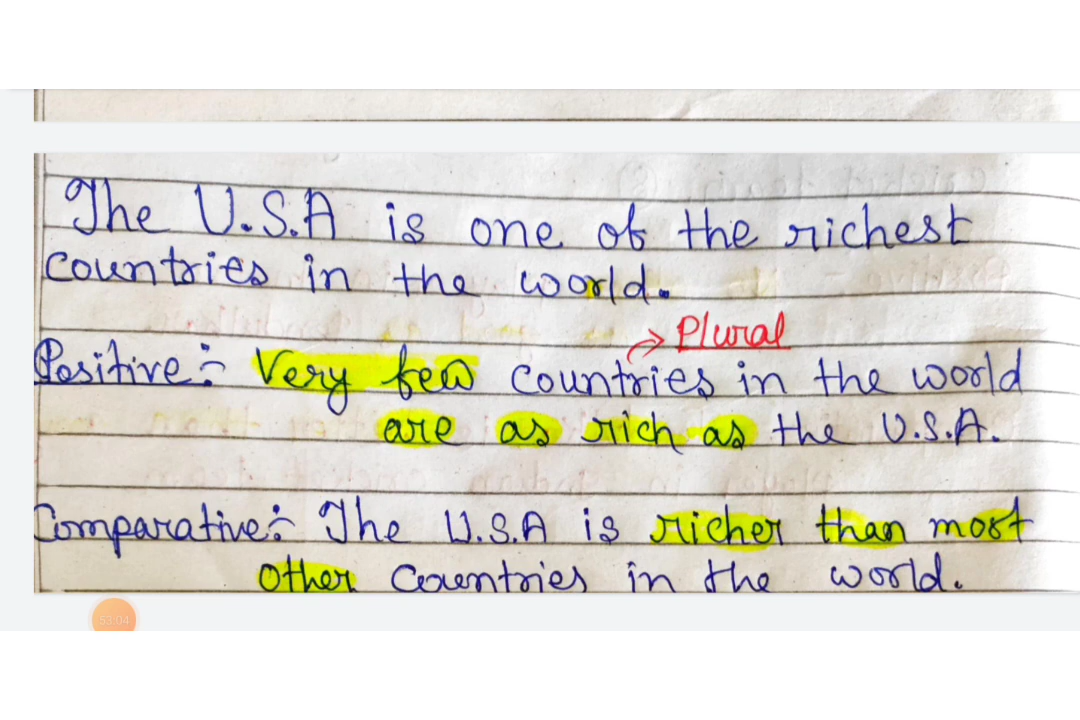 The U.S.A is one of the richest
countries in the world.
Plural
Positive:- Very few countries in the world
are as rich as the U.S.A.
Comparative:- The U.S.A is richer than most
other countries in the world.
53:04